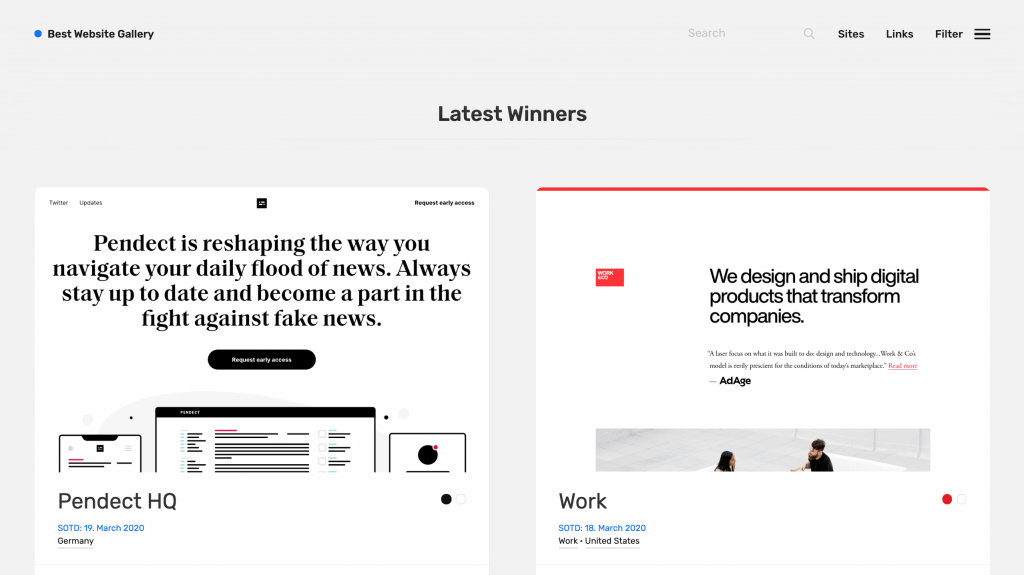 Best Website Gallery
Search
Sites
Links
Filter
Latest Winners
Twitter
Updates
Request early access
Pendect is reshaping the way you
navigate your daily flood of news. Always
stay up to date and become a part in the
fight against fake news.
Request early access
PENDECT
Pendect HQ
SOTD: 19. March 2020
Germany
WORK
&CO
We design and ship digital
products that transform
companies.
"A laser focus on what it was built to do: design and technology...Work & Co's
model is eerily prescient for the conditions of today's marketplace." Read more
— AdAge
Work
SOTD: 18. March 2020
Work • United States